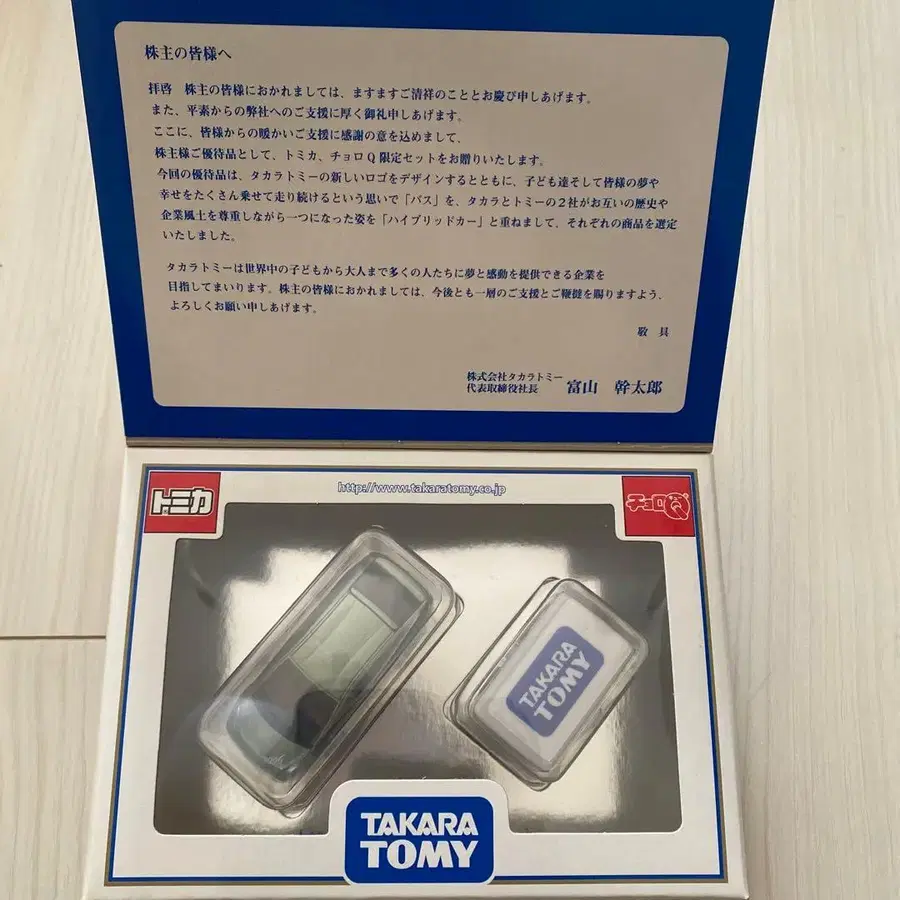 株主の皆様へ
拝啓　株主の皆様におかれましては、ますますご清祥のこととお慶び申しあげます。
また、平素からの弊社へのご支援に厚く御礼申しあげます。
ここに、皆様からの暖かいご支援に感謝の意を込めまして、
株主様ご優待品として、トミカ、チョロQ限定セットをお贈りいたします。
今回の優待品は、タカラトミーの新しいロゴをデザインするとともに、子ども達そして皆様の夢や
幸せをたくさん乗せて走り続けるという思いで「バス」を、タカラとトミーの２社がお互いの歴史や
企業風土を尊重しながら一つになった姿を「ハイブリッドカー」と重ねまして、それぞれの商品を選定
いたしました。
タカラトミーは世界中の子どもから大人まで多くの人たちに夢と感動を提供できる企業を
目指してまいります。株主の皆様におかれましては、今後とも一層のご支援とご鞭撻を賜りますよう、
よろしくお願い申しあげます。
敬　具
株式会社タカラトミー
代表取締役社長　富山　幹太郎
トミカ
http://www.takaratomy.co.jp
チョロQ
TAKARA
TOMY
TAKARA
TOMY